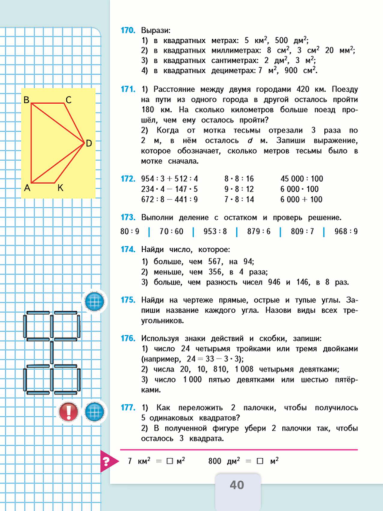 170. Вырази:
1) в квадратных метрах: 5 км², 500 дм²;
2) в квадратных миллиметрах: 8 см², 3 см² 20 мм²;
3) в квадратных сантиметрах: 2 дм², 3 м²;
4) в квадратных дециметрах: 7 м², 900 см².
171. 1) Расстояние между двумя городами 420 км. Поезду
на пути из одного города в другой осталось пройти
180 км. На сколько километров больше поезд про-
шёл, чем ему осталось пройти?
2) Когда от мотка тесьмы отрезали 3 раза по
2 м, в нём осталось d м. Запиши выражение,
которое обозначает, сколько метров тесьмы было в
мотке сначала.
B C
D
A K
172. 954 : 3 + 512 : 4 8 · 8 : 16 45 000 : 100
234 · 4 − 147 · 5 9 · 8 : 12 6 000 · 100
672 : 8 − 441 : 9 7 · 8 : 14 6 000 + 100
173. Выполни деление с остатком и проверь решение.
80 : 9 | 70 : 60 | 953 : 8 | 879 : 6 | 809 : 7 | 968 : 9
174. Найди число, которое:
1) больше, чем 567, на 94;
2) меньше, чем 356, в 4 раза;
3) больше, чем разность чисел 946 и 146, в 8 раз.
175. Найди на чертеже прямые, острые и тупые углы. За-
пиши название каждого угла. Назови виды всех тре-
угольников.
176. Используя знаки действий и скобки, запиши:
1) число 24 четырьмя тройками или тремя двойками
(например, 24 = 33 − 3 · 3);
2) числа 20, 10, 810, 1 008 четырьмя девятками;
3) число 1 000 пятью девятками или шестью пятёр-
ками.
177. 1) Как переложить 2 палочки, чтобы получилось
5 одинаковых квадратов?
2) В полученной фигуре убери 2 палочки так, чтобы
осталось 3 квадрата.
!
? 7 км² = □ м² 800 дм² = □ м²
40